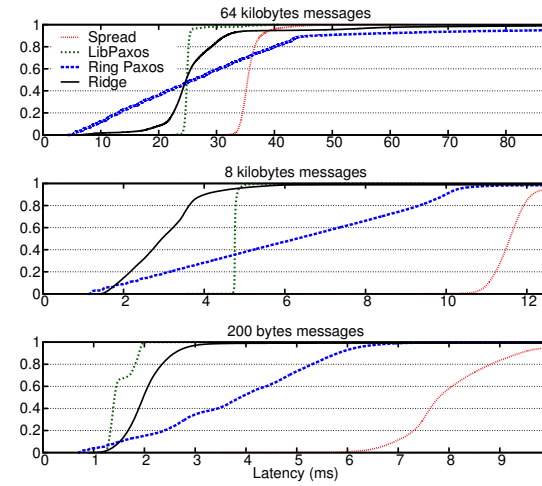 64 kilobytes messages
1
0.8
0.6
0.4
0.2
0
Spread
LibPaxos
Ring Paxos
Ridge
10 20 30 40 50 60 70 80
8 kilobytes messages
1
0.8
0.6
0.4
0.2
0
2 4 6 8 10 12
200 bytes messages
1
0.8
0.6
0.4
0.2
0
0 1 2 3 4 5 6 7 8 9
Latency (ms)